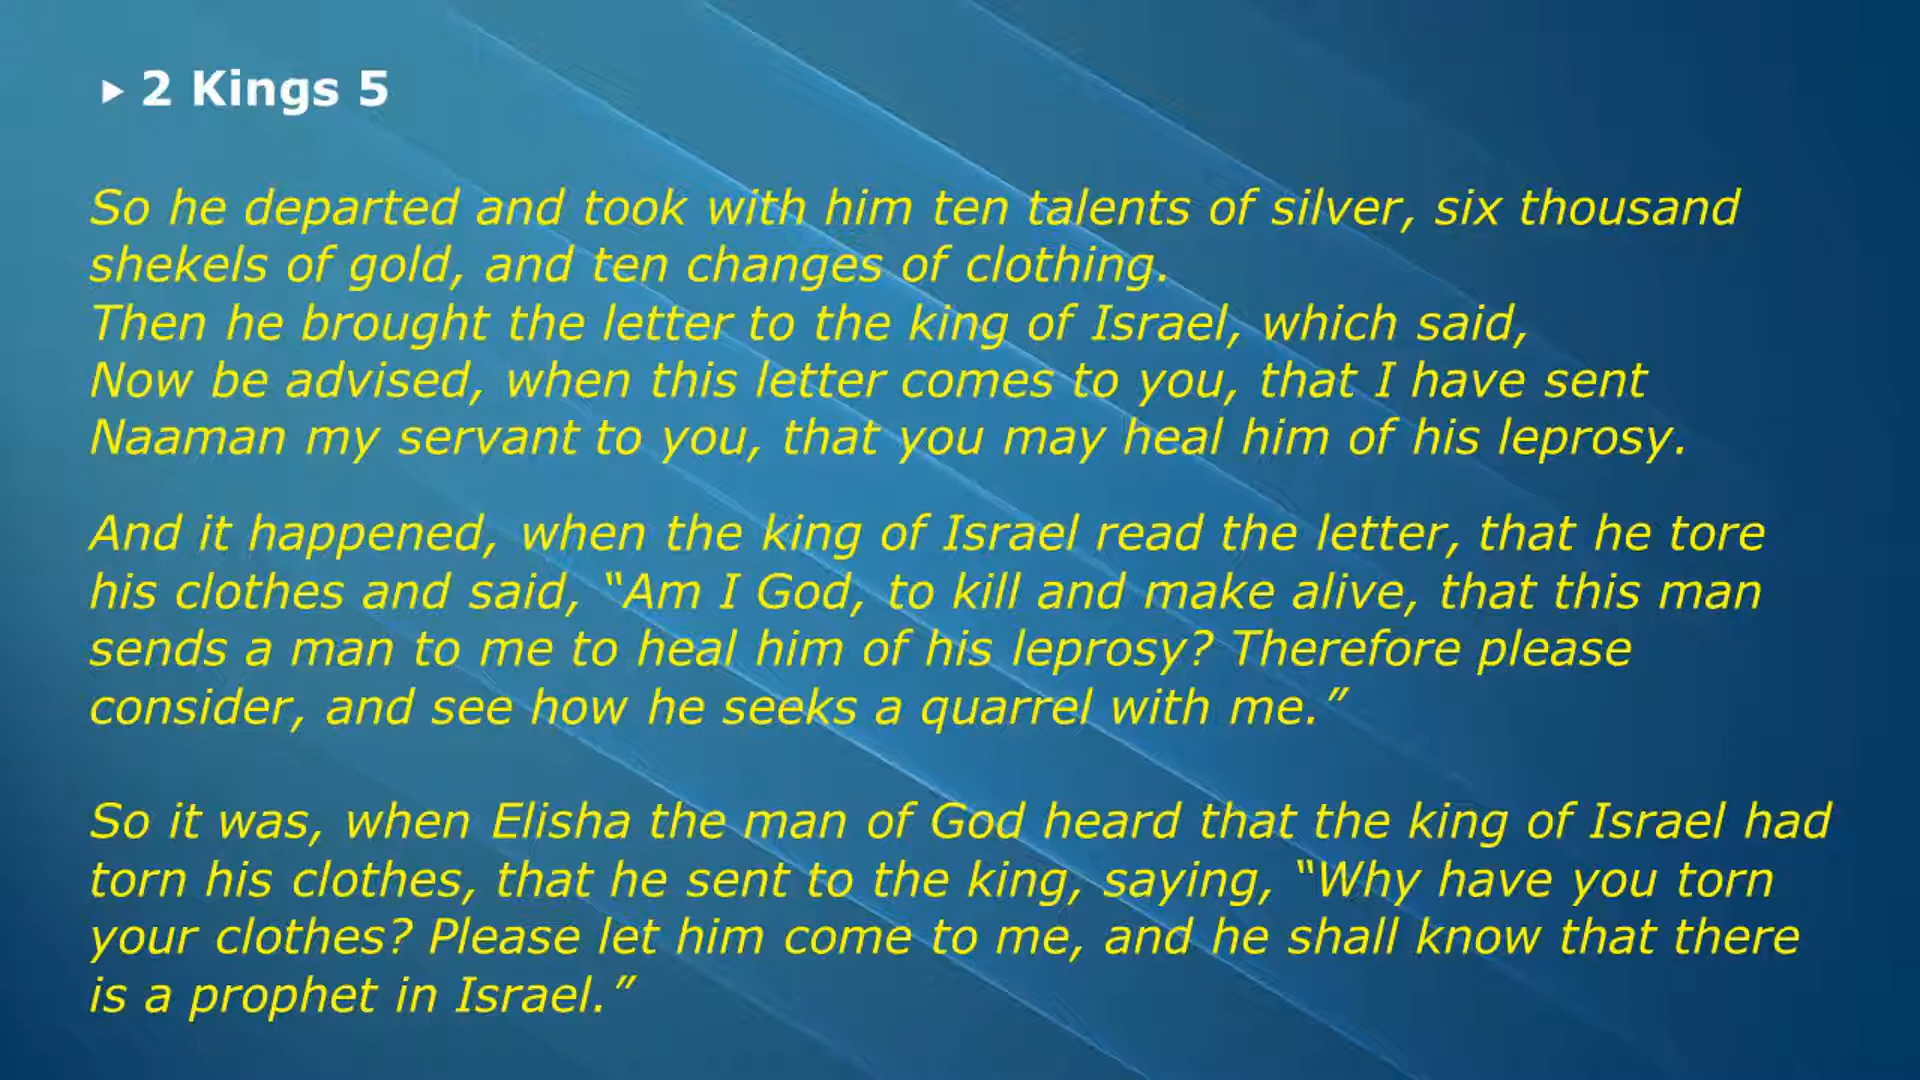 2 Kings 5
So he departed and took with him ten talents of silver, six thousand
shekels of gold, and ten changes of clothing.
Then he brought the letter to the king of Israel, which said,
Now be advised, when this letter comes to you, that I have sent
Naaman my servant to you, that you may heal him of his leprosy.
And it happened, when the king of Israel read the letter, that he tore
his clothes and said, “Am I God, to kill and make alive, that this man
sends a man to me to heal him of his leprosy? Therefore please
consider, and see how he seeks a quarrel with me.”
So it was, when Elisha the man of God heard that the king of Israel had
torn his clothes, that he sent to the king, saying, “Why have you torn
your clothes? Please let him come to me, and he shall know that there
is a prophet in Israel.”